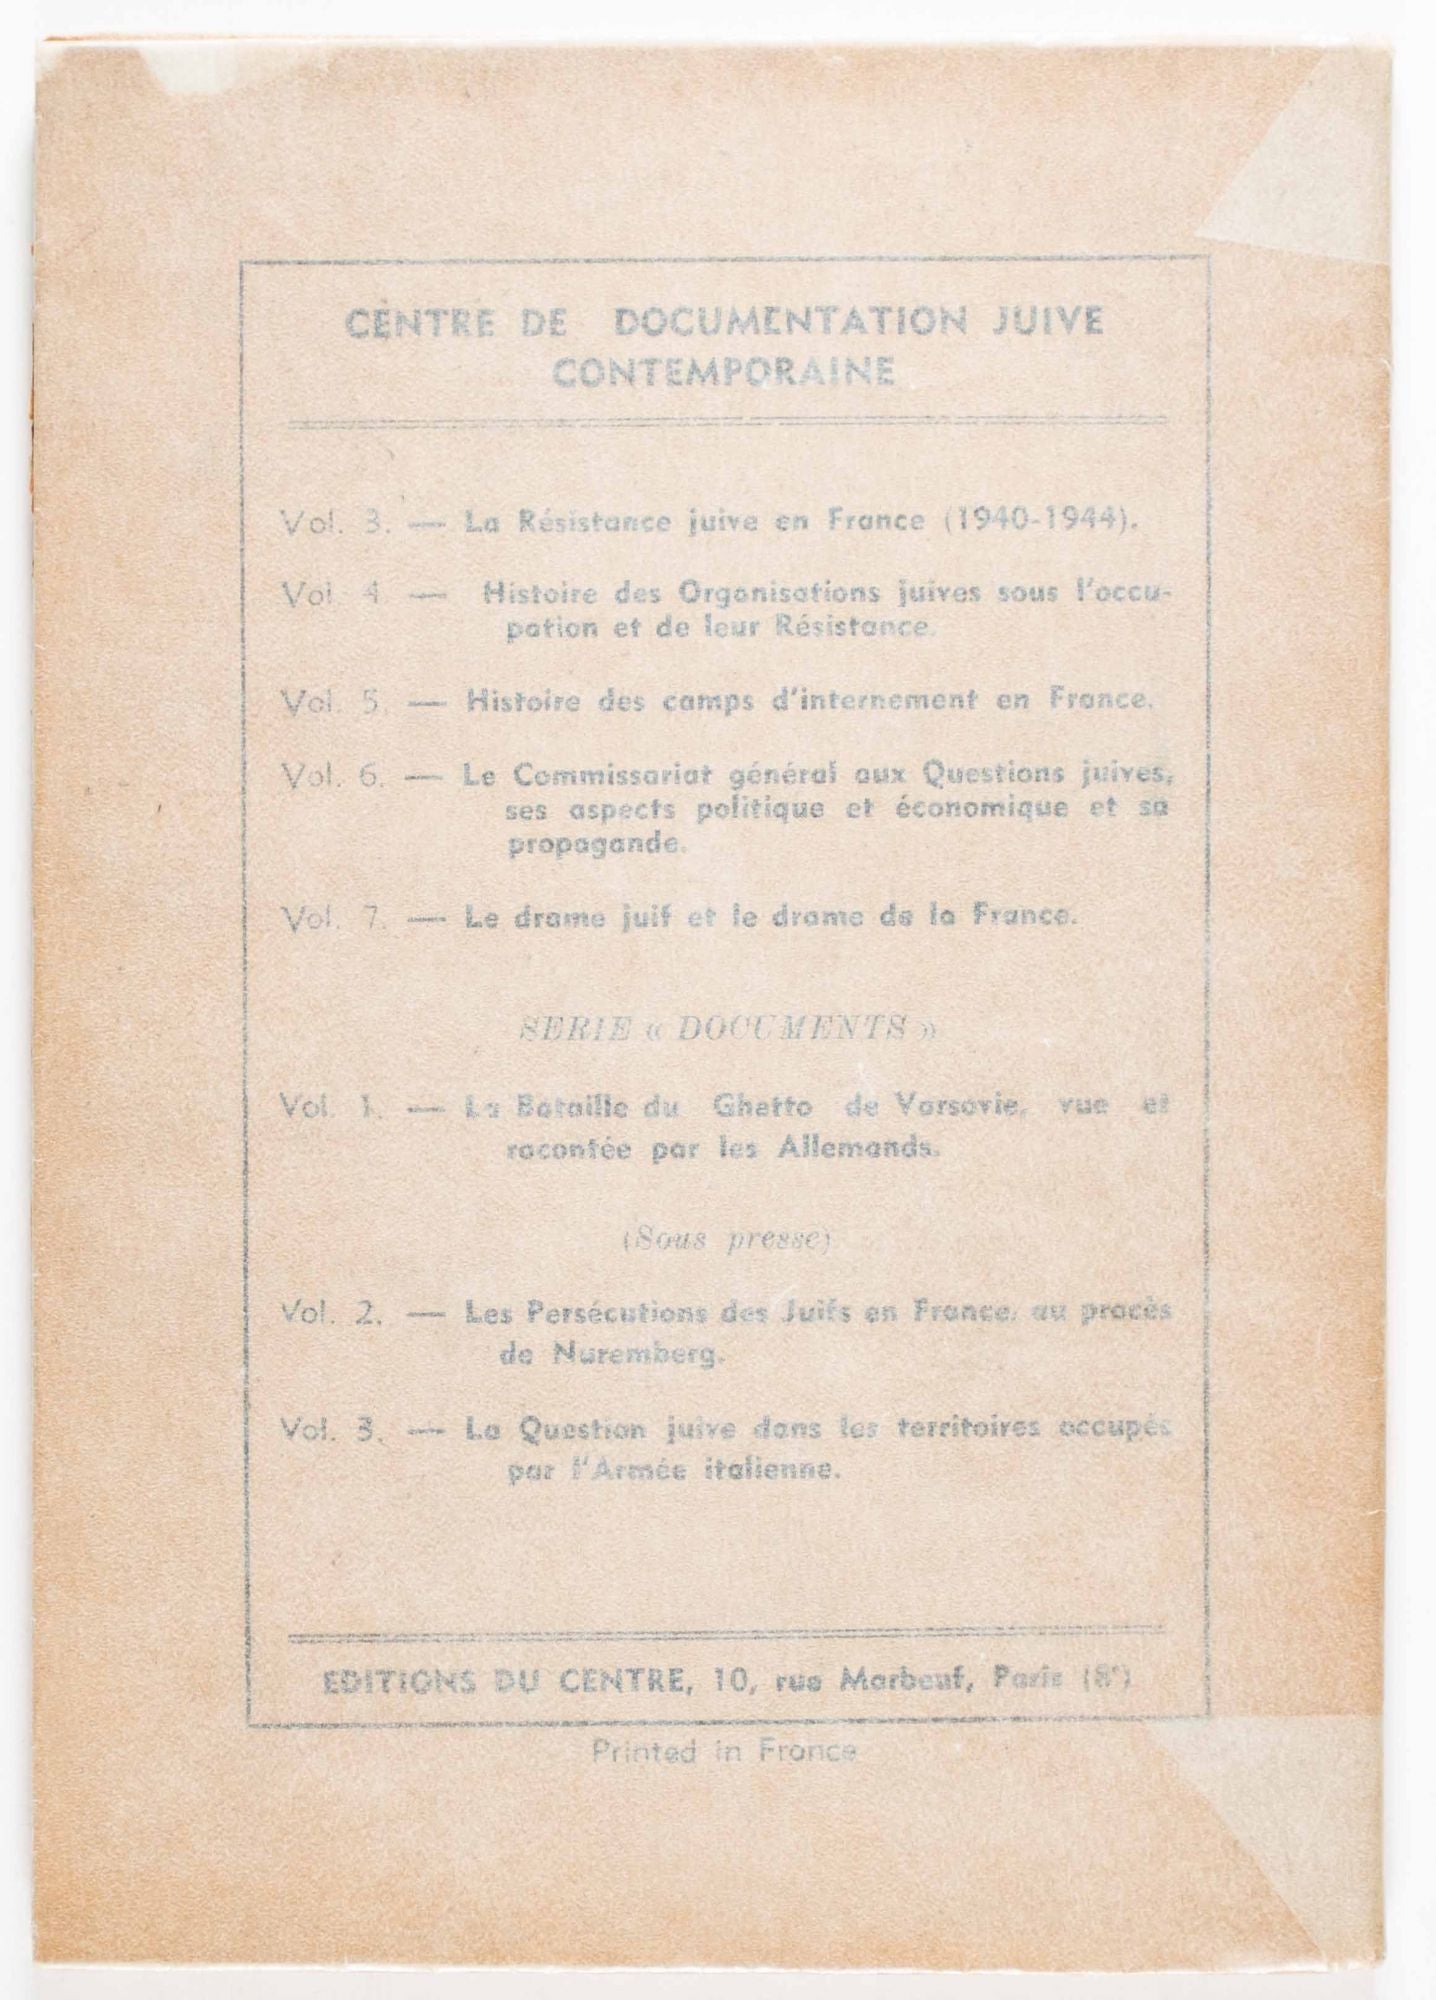 CENTRE DE DOCUMENTATION JUIVE
CONTEMPORAINE
Vol. 3. — La Résistance juive en France (1940-1944).
Vol 4 — Histoire des Organisations juives sous l'occu-
pation et de leur Résistance.
Vol. 5. — Histoire des camps d'internement en France.
Vol. 6. — Le Commissariat général aux Questions juives,
ses aspects politique et économique et sa
propagande.
Vol. 7. — Le drame juif et le drame de la France.
SERIE « DOCUMENTS »
Vol. 1. — La Bataille du Ghetto de Varsovie, vue et
racontée par les Allemands.
(Sous presse)
Vol. 2. — Les Persécutions des Juifs en France, au procès
de Nuremberg.
Vol. 3. — La Question juive dans les territoires occupés
par l'Armée italienne.
EDITIONS DU CENTRE, 10, rue Marbeuf, Paris (8e)
Printed in France